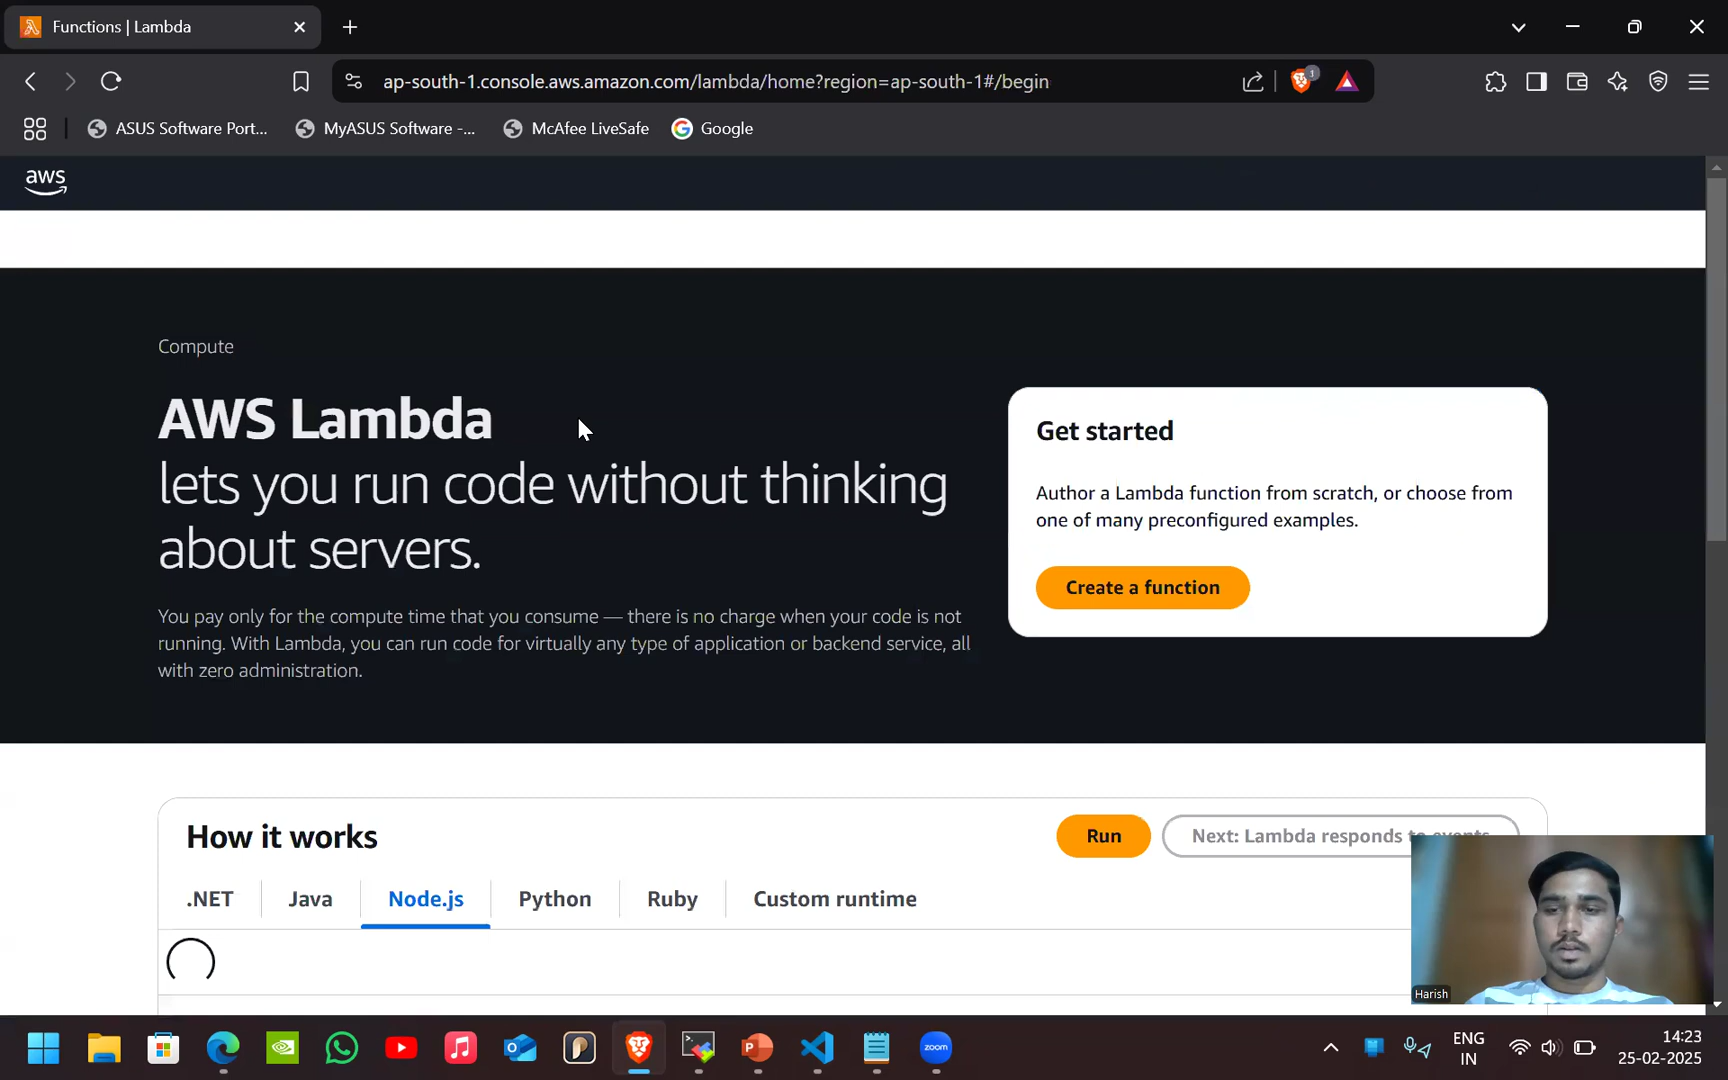 Functions | Lambda
ap-south-1.console.aws.amazon.com/lambda/home?region=ap-south-1#/begin
1
ASUS Software Port...
MyASUS Software -...
McAfee LiveSafe
Google
aws
Compute
AWS Lambda
lets you run code without thinking
about servers.
You pay only for the compute time that you consume — there is no charge when your code is not
running. With Lambda, you can run code for virtually any type of application or backend service, all
with zero administration.
Get started
Author a Lambda function from scratch, or choose from
one of many preconfigured examples.
Create a function
How it works
Run
Next: Lambda responds to events
.NET
Java
Node.js
Python
Ruby
Custom runtime
Harish
zoom
ENG
IN
14:23
25-02-2025